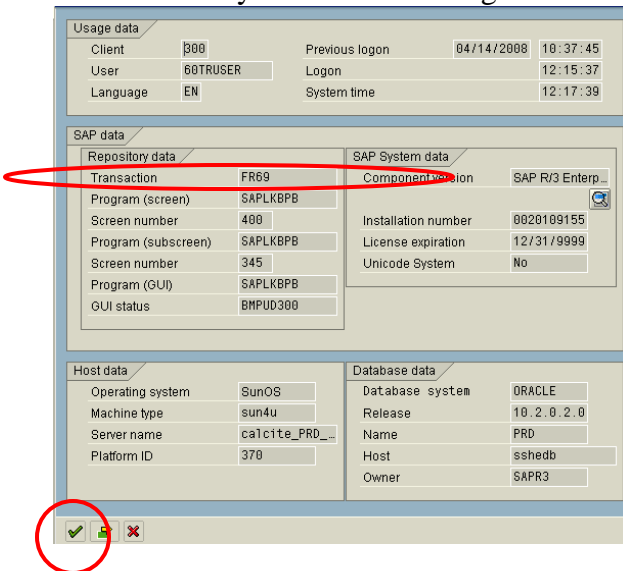 Usage data
Client 300 Previous logon 04/14/2008 10:37:45
User 60TRUSER Logon 12:15:37
Language EN System time 12:17:39
SAP data
Repository data
Transaction FR69
Program (screen) SAPLKBPB
Screen number 400
Program (subscreen) SAPLKBPB
Screen number 345
Program (GUI) SAPLKBPB
GUI status BMPUD300
SAP System data
Component version SAP R/3 Enterp...
Installation number 0020109155
License expiration 12/31/9999
Unicode System No
Host data
Operating system SunOS
Machine type sun4u
Server name calcite_PRD_...
Platform ID 370
Database data
Database system ORACLE
Release 10.2.0.2.0
Name PRD
Host sshedb
Owner SAPR3